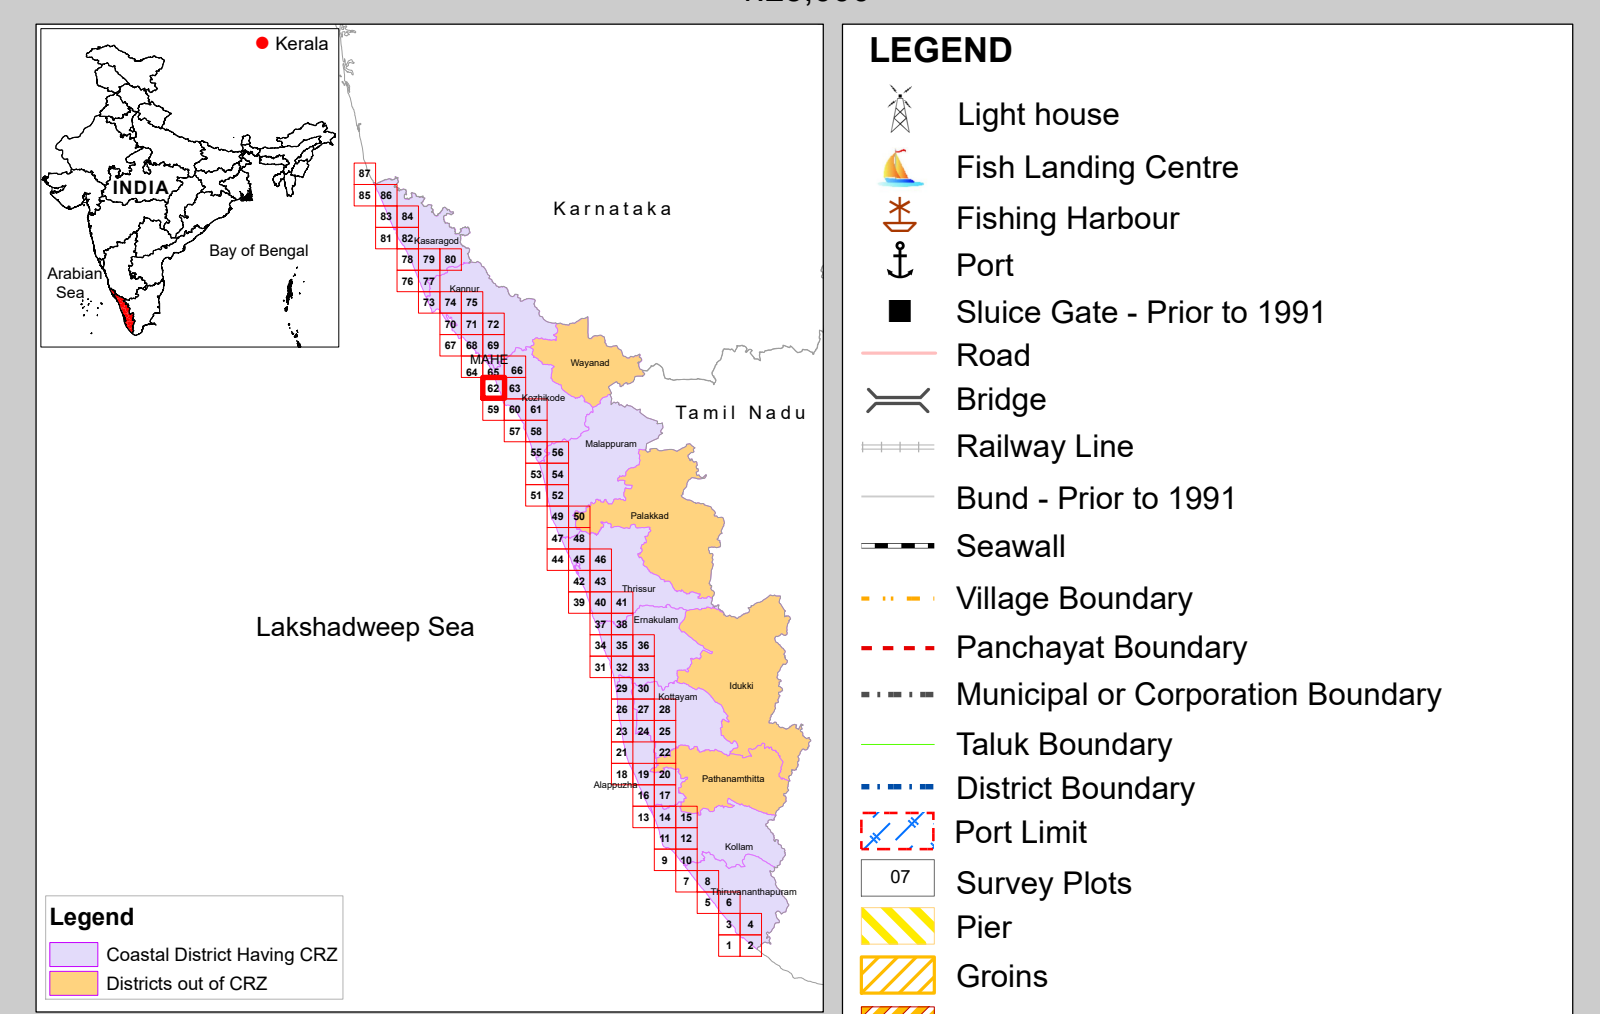 Kerala
INDIA
Bay of Bengal
Arabian
Sea
Karnataka
87
85 86
83 84
81 82 Kasaragod
78 79 80
76 77
Kannur
73 74 75
70 71 72
67 68 69
MAHE
64 65 66
Wayanad
62 63
Kozhikode
59 60 61
Tamil Nadu
57 58
Malappuram
55 56
53 54
51 52
49 50
Palakkad
47 48
44 45 46
42 43
Thrissur
39 40 41
Ernakulam
37 38
Lakshadweep Sea
34 35 36
31 32 33
29 30
Idukki
Kottayam
26 27 28
23 24 25
21 22
18 19 20
Pathanamthitta
Alappuzha
16 17
13 14 15
11 12
Kollam
9 10
7 8
Thiruvananthapuram
5 6
3 4
1 2
Legend
Coastal District Having CRZ
Districts out of CRZ
LEGEND
Light house
Fish Landing Centre
Fishing Harbour
Port
Sluice Gate - Prior to 1991
Road
Bridge
Railway Line
Bund - Prior to 1991
Seawall
Village Boundary
Panchayat Boundary
Municipal or Corporation Boundary
Taluk Boundary
District Boundary
Port Limit
07
Survey Plots
Pier
Groins